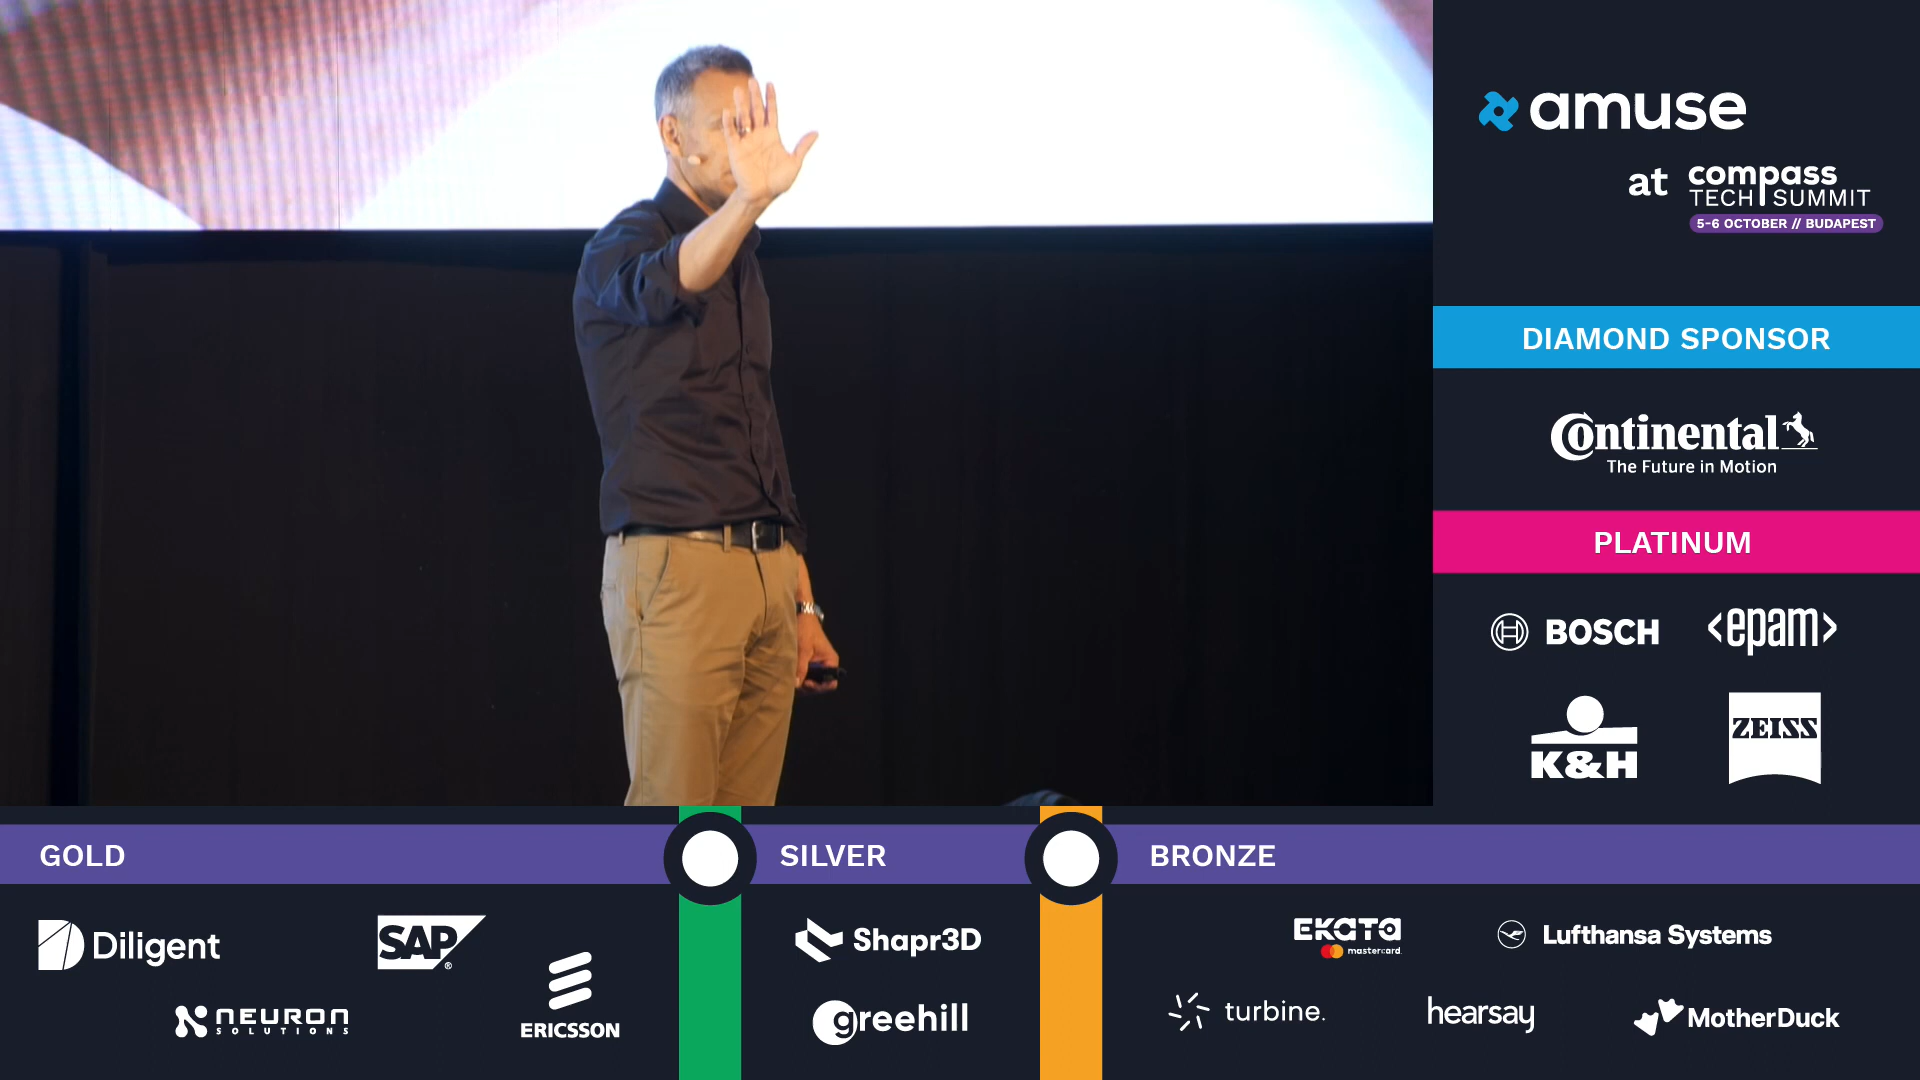 amuse
at compass
TECH SUMMIT
5-6 OCTOBER // BUDAPEST
DIAMOND SPONSOR
Continental
The Future in Motion
PLATINUM
BOSCH
<epam>
K&H
ZEISS
GOLD
Diligent
SAP®
NEURON
SOLUTIONS
ERICSSON
SILVER
Shapr3D
greehill
BRONZE
EKATA
mastercard.
Lufthansa Systems
turbine.
hearsay
MotherDuck